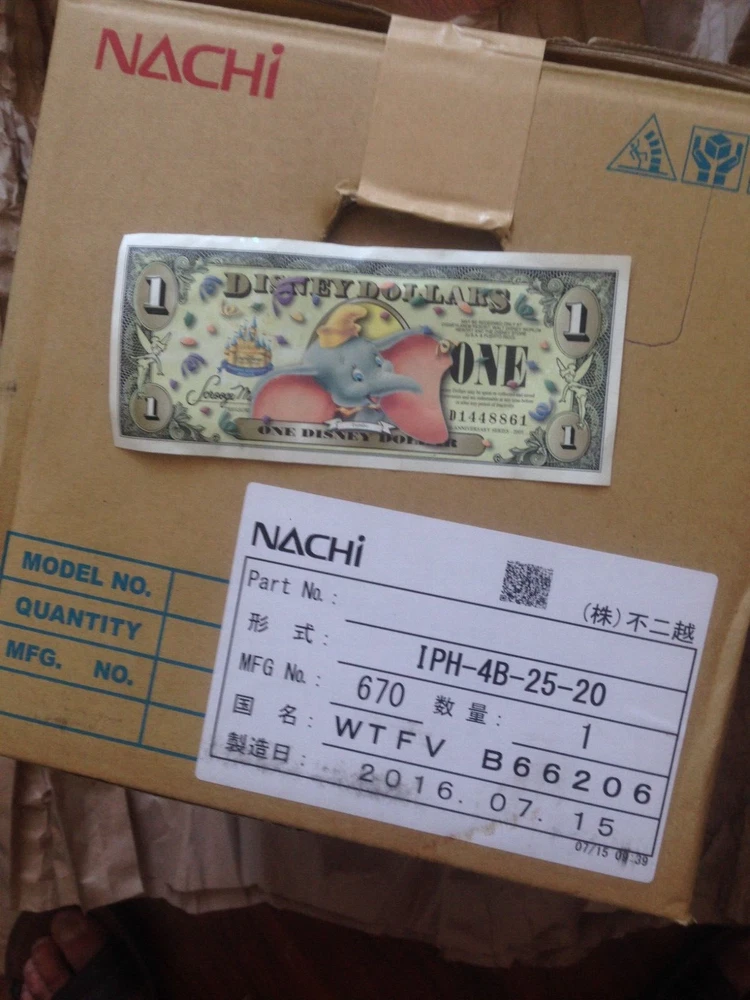 NACHi
1
DISNEY DOLLARS
1
ONE
D1448861
1
ONE DISNEY DOLLAR
1
NACHi
(株)不二越
Part No.:
形 式: IPH-4B-25-20
MFG No.: 670 数量: 1
国 名: WTFV B66206
製造日: 2016.07.15
07/15 09:39
MODEL NO.
QUANTITY
MFG. NO.